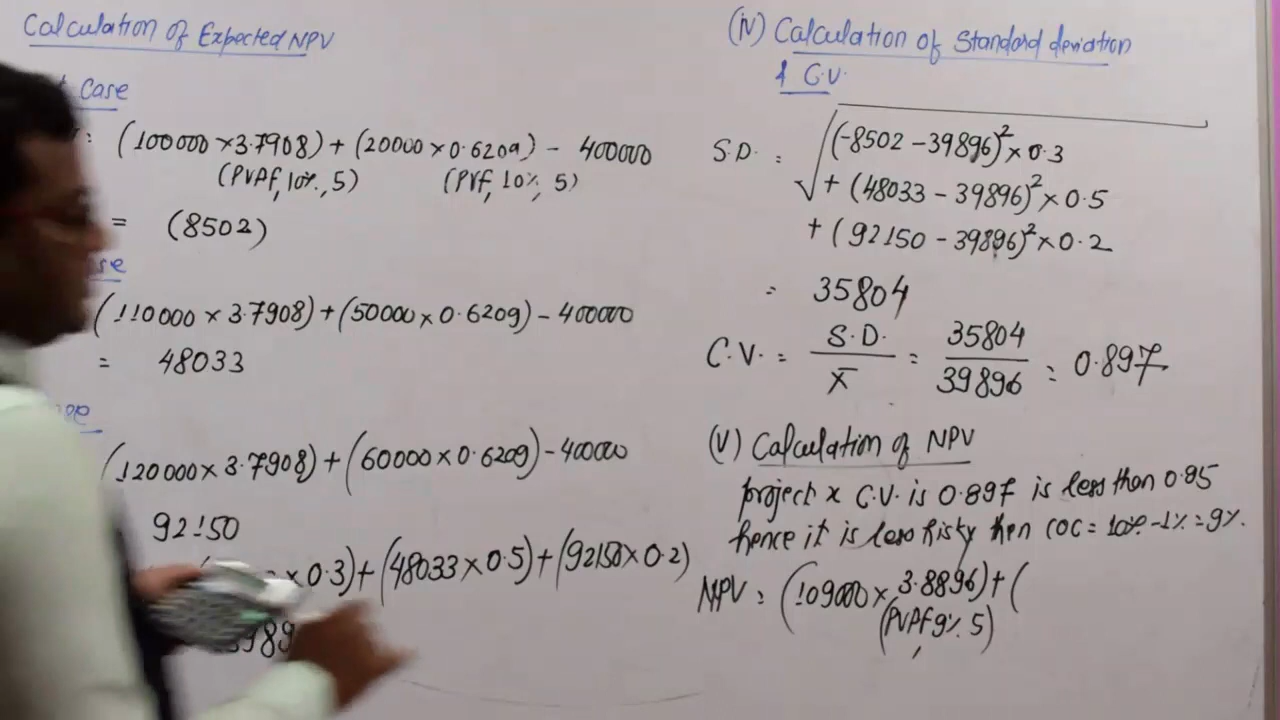 Calculation of Expected NPV
Case
: (100000 × 3.7908) + (20000 × 0.6209) - 400000
(PVAf, 10%, 5) (PVf, 10%, 5)
= (8502)
se
(110000 × 3.7908) + (50000 × 0.6209) - 400000
= 48033
(120000 × 3.7908) + (60000 × 0.6209) - 400000
92150
× 0.3) + (48033 × 0.5) + (92150 × 0.2)
3989
(IV) Calculation of Standard deviation
& C.V.
S.D. = √(-8502 - 39896)² × 0.3
+ (48033 - 39896)² × 0.5
+ (92150 - 39896)² × 0.2
= 35804
C.V. = S.D. / x̄ = 35804 / 39896 = 0.897
(V) Calculation of NPV
project x C.V. is 0.897 is less than 0.95
hence it is less risky then COC = 10% - 1% = 9%.
NPV = (109000 × 3.8896) + (
(PVAf 9%, 5)